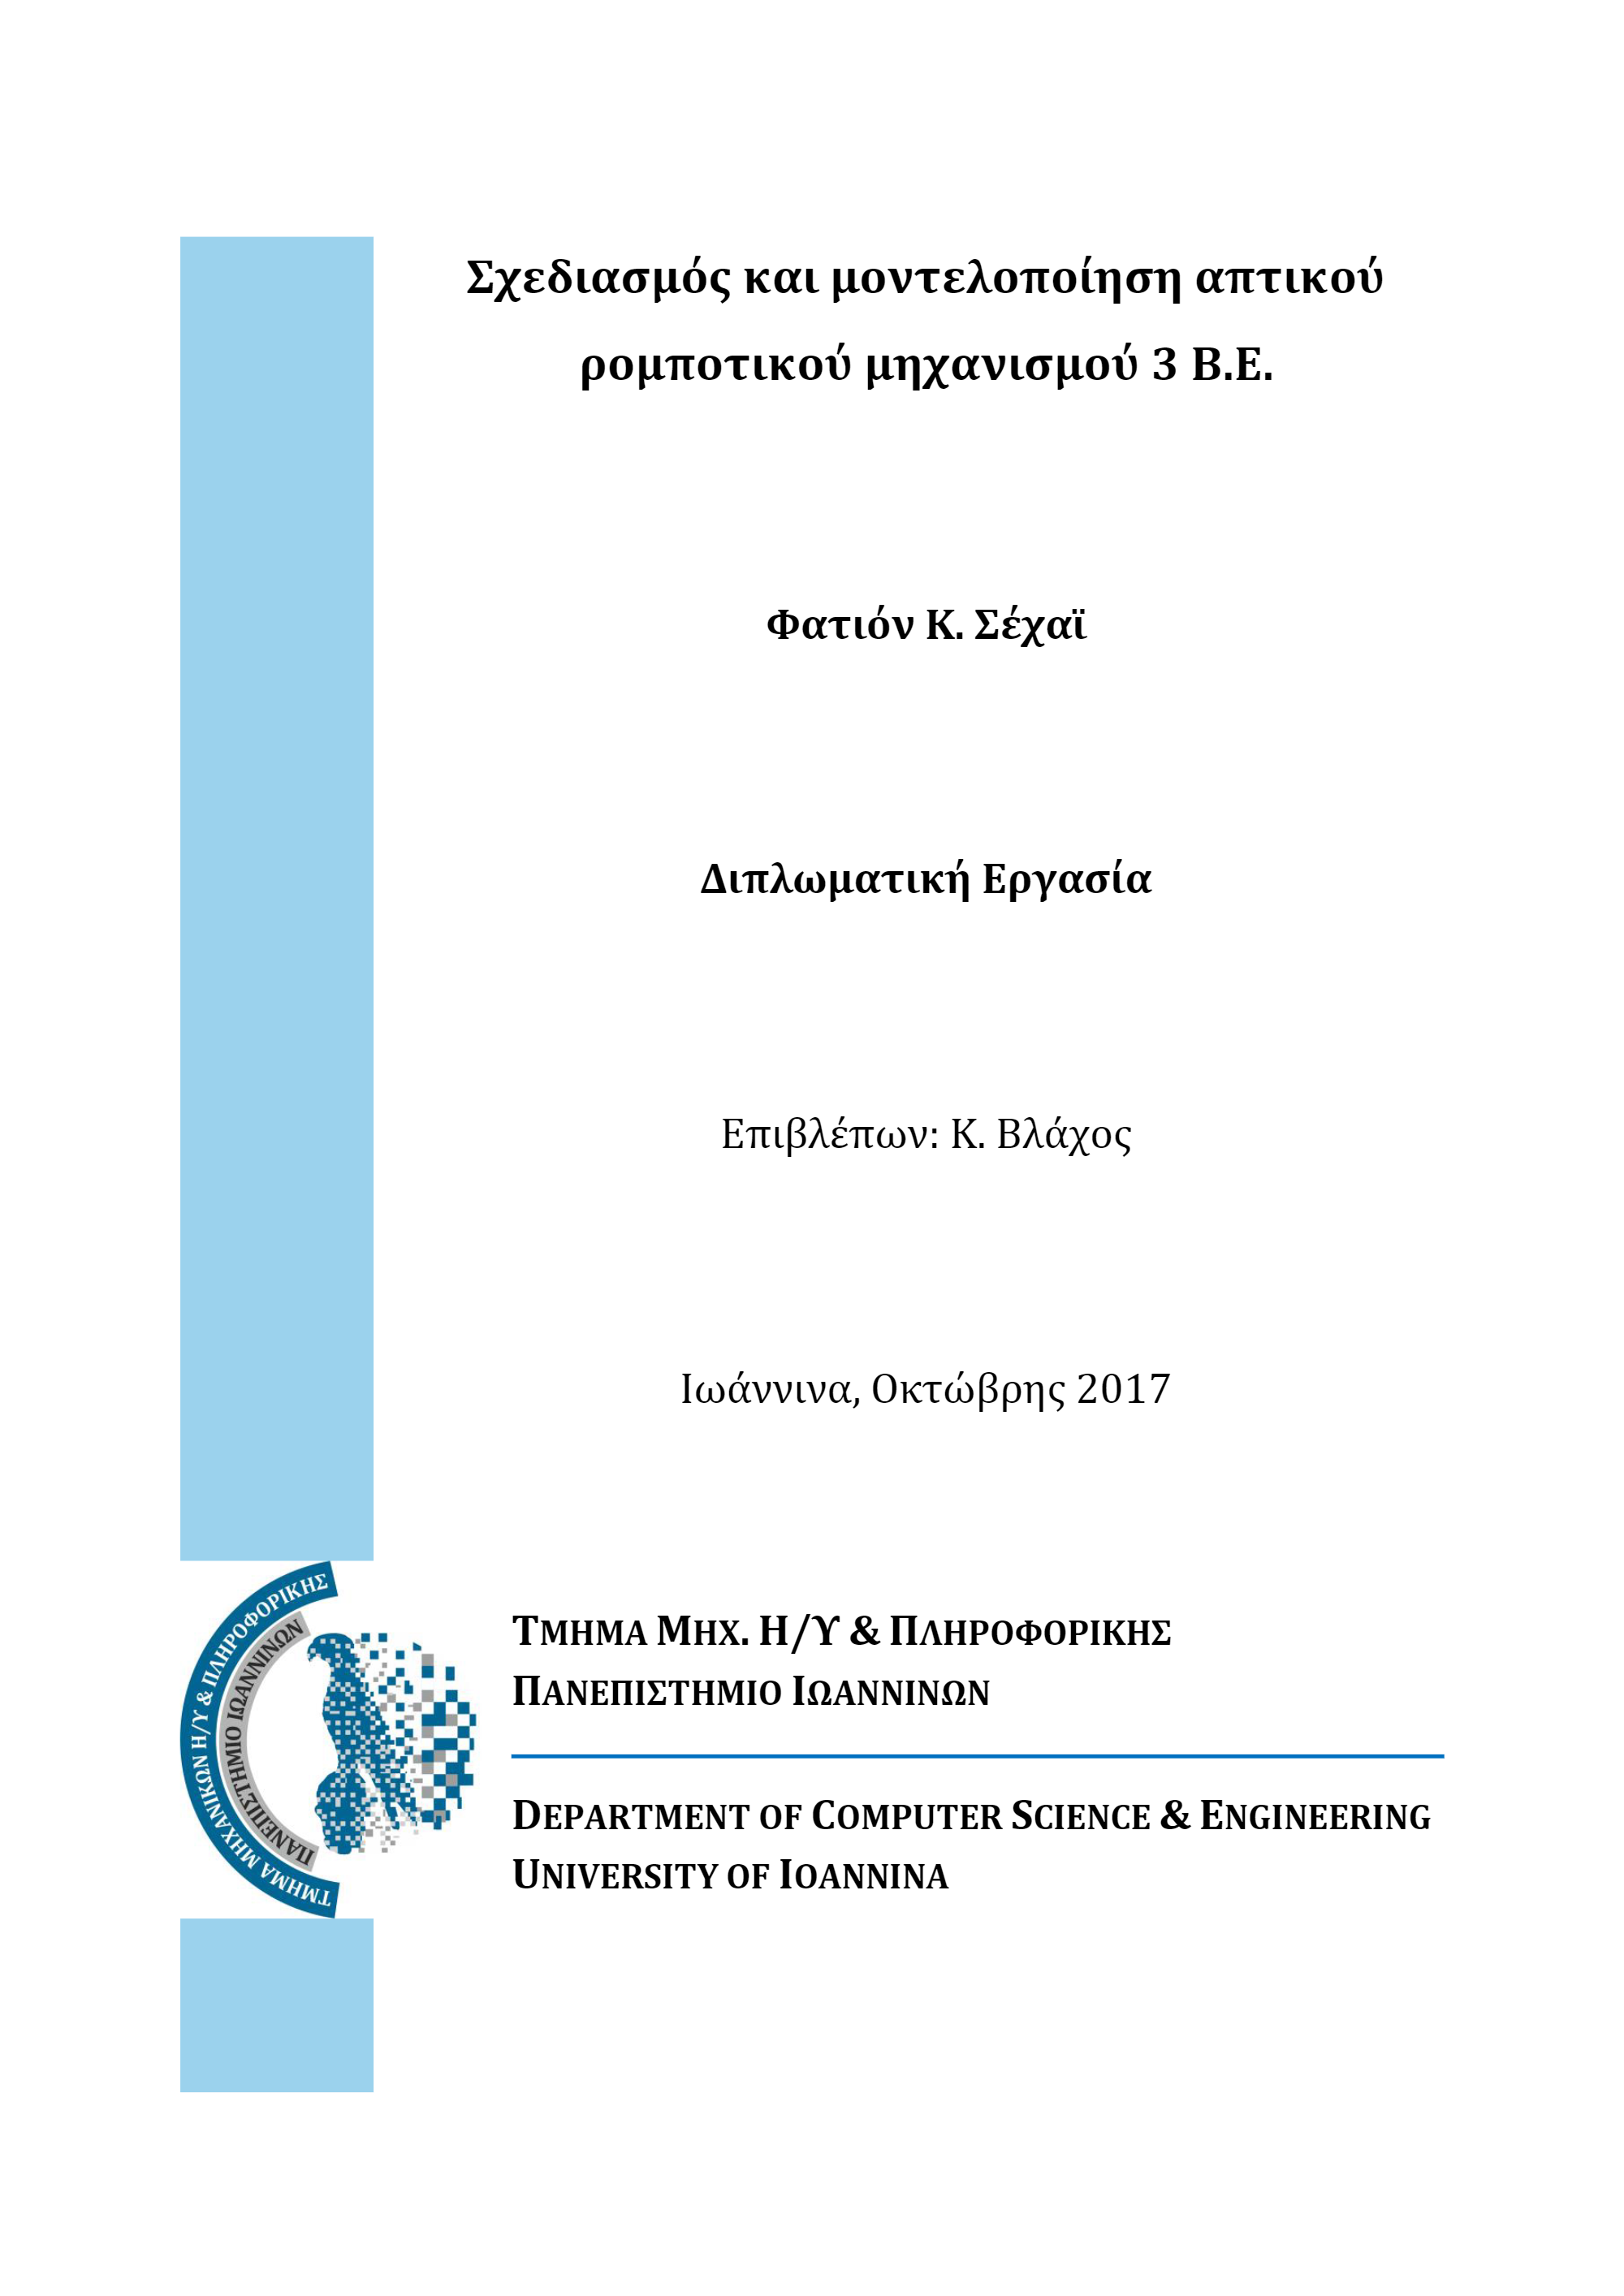 Σχεδιασμός και μοντελοποίηση απτικού
ρομποτικού μηχανισμού 3 Β.Ε.
Φατιόν Κ. Σέχαϊ
Διπλωματική Εργασία
Επιβλέπων: Κ. Βλάχος
Ιωάννινα, Οκτώβρης 2017
ΤΜΗΜΑ ΜΗΧΑΝΙΚΩΝ Η/Υ & ΠΛΗΡΟΦΟΡΙΚΗΣ
ΠΑΝΕΠΙΣΤΗΜΙΟ ΙΩΑΝΝΙΝΩΝ
ΤΜΗΜΑ ΜΗΧ. Η/Υ & ΠΛΗΡΟΦΟΡΙΚΗΣ
ΠΑΝΕΠΙΣΤΗΜΙΟ ΙΩΑΝΝΙΝΩΝ
DEPARTMENT OF COMPUTER SCIENCE & ENGINEERING
UNIVERSITY OF IOANNINA